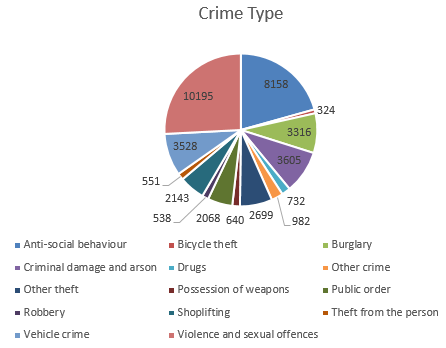 Crime Type
10195
8158
324
3316
3605
3528
551
2143
538
2068
640
2699
732
982
Anti-social behaviour
Bicycle theft
Burglary
Criminal damage and arson
Drugs
Other crime
Other theft
Possession of weapons
Public order
Robbery
Shoplifting
Theft from the person
Vehicle crime
Violence and sexual offences